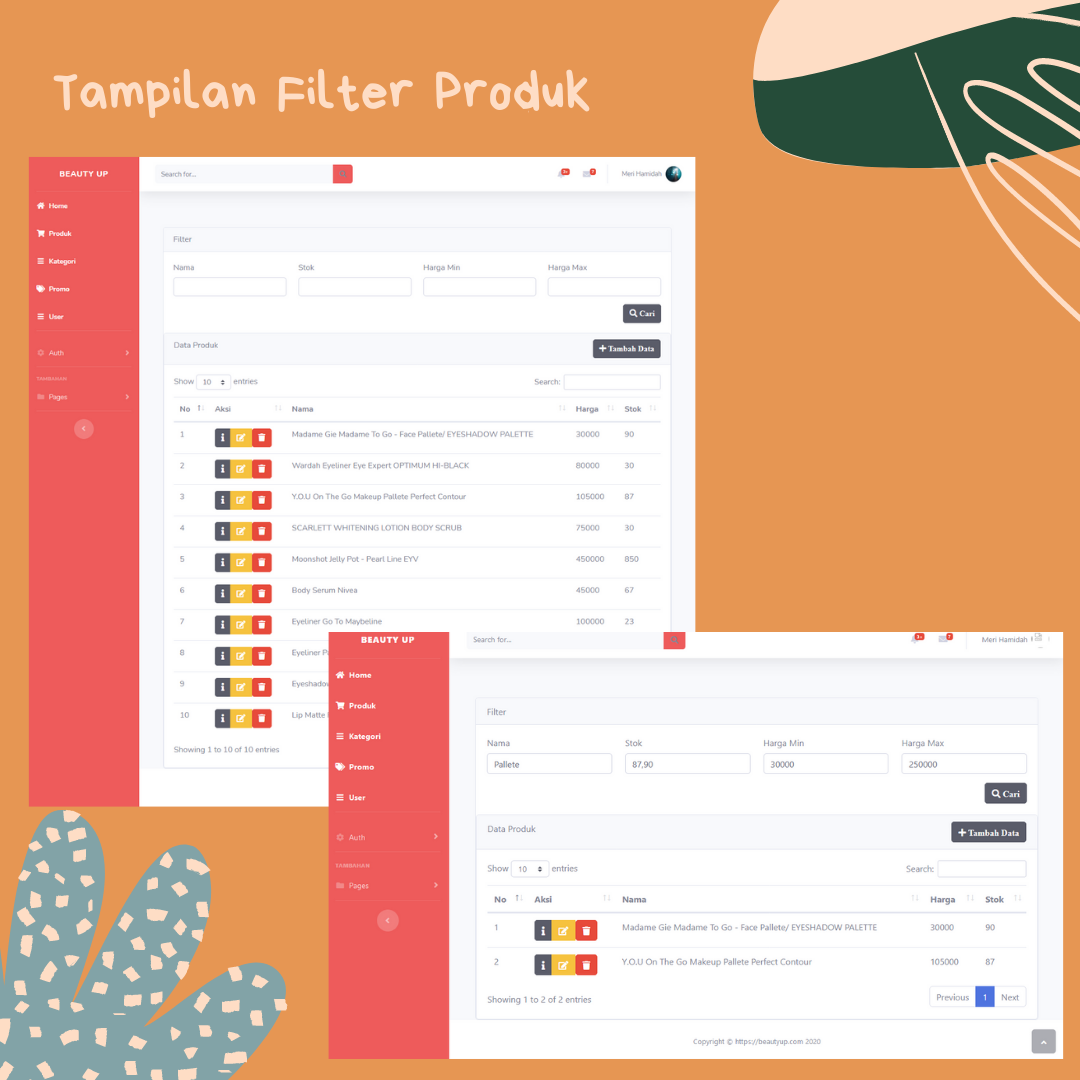 Tampilan Filter Produk
BEAUTY UP
Search for...
3+
7
Meri Hamidah
Home
Produk
Kategori
Promo
User
Auth
TAMBAHAN
Pages
Filter
Nama
Stok
Harga Min
Harga Max
Cari
Data Produk
Tambah Data
Show 10 entries
Search:
No Aksi Nama Harga Stok
1 Madame Gie Madame To Go - Face Pallete/ EYESHADOW PALETTE 30000 90
2 Wardah Eyeliner Eye Expert OPTIMUM HI-BLACK 80000 30
3 Y.O.U On The Go Makeup Pallete Perfect Contour 105000 87
4 SCARLETT WHITENING LOTION BODY SCRUB 75000 30
5 Moonshot Jelly Pot - Pearl Line EYV 450000 850
6 Body Serum Nivea 45000 67
7 Eyeliner Go To Maybeline 100000 23
8 Eyeliner
9
10 Lip Matte
Showing 1 to 10 of 10 entries
BEAUTY UP
Search for...
3+
7
Meri Hamidah
Home
Produk
Kategori
Promo
User
Auth
TAMBAHAN
Pages
Filter
Nama Stok Harga Min Harga Max
Pallete 87,90 30000 250000
Cari
Data Produk
Tambah Data
Show 10 entries
Search:
No Aksi Nama Harga Stok
1 Madame Gie Madame To Go - Face Pallete/ EYESHADOW PALETTE 30000 90
2 Y.O.U On The Go Makeup Pallete Perfect Contour 105000 87
Showing 1 to 2 of 2 entries
Previous 1 Next
Copyright © https://beautyup.com 2020